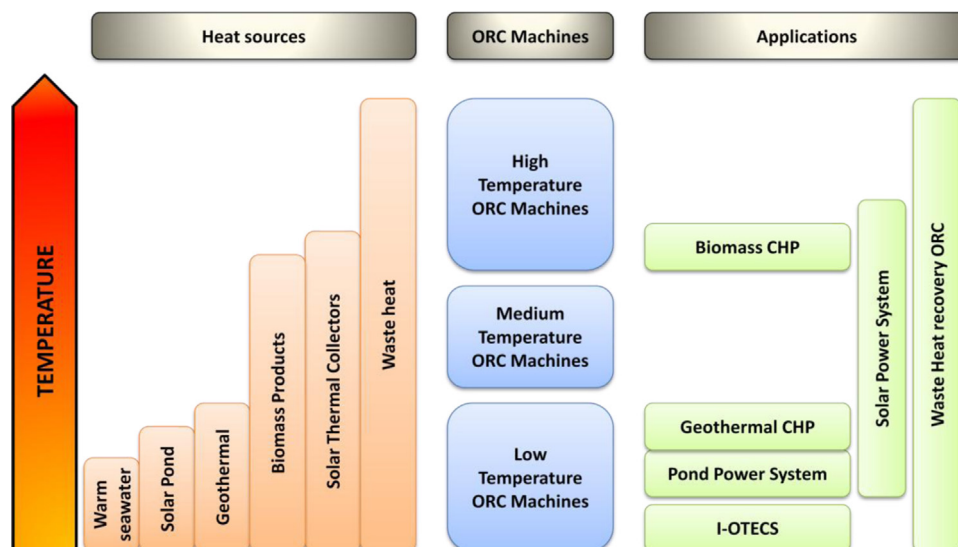 Heat sources
ORC Machines
Applications
TEMPERATURE
Warm
seawater
Solar Pond
Geothermal
Biomass Products
Solar Thermal Collectors
Waste heat
High
Temperature
ORC Machines
Medium
Temperature
ORC Machines
Low
Temperature
ORC Machines
Biomass CHP
Geothermal CHP
Pond Power System
I-OTECS
Solar Power System
Waste Heat recovery ORC